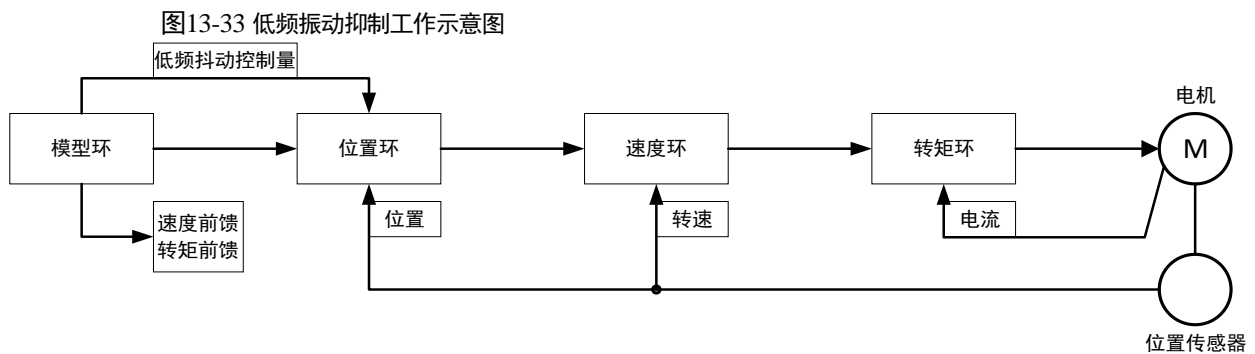 图13-33 低频振动抑制工作示意图
低频抖动控制量
电机
模型环
位置环
速度环
转矩环
M
速度前馈
转矩前馈
位置
转速
电流
位置传感器